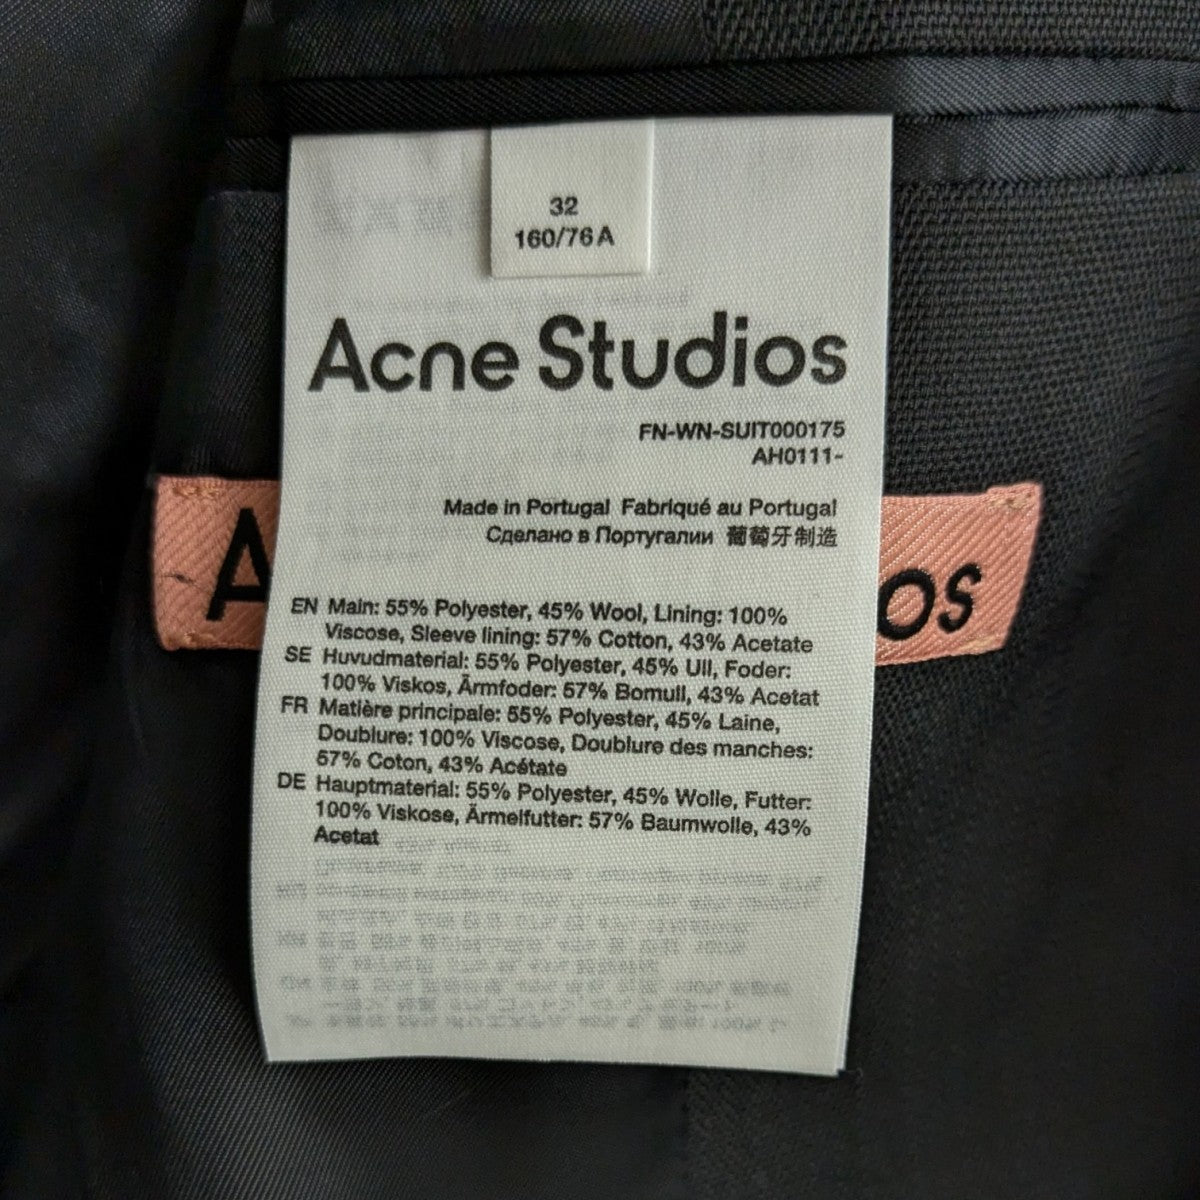 32
160/76A
Acne Studios
FN-WN-SUIT000175
AH0111-
Made in Portugal Fabriqué au Portugal
Сделано в Португалии 葡萄牙制造
A
os
EN Main: 55% Polyester, 45% Wool, Lining: 100%
Viscose, Sleeve lining: 57% Cotton, 43% Acetate
SE Huvudmaterial: 55% Polyester, 45% Ull, Foder:
100% Viskos, Ärmfoder: 57% Bomull, 43% Acetat
FR Matière principale: 55% Polyester, 45% Laine,
Doublure: 100% Viscose, Doublure des manches:
57% Coton, 43% Acétate
DE Hauptmaterial: 55% Polyester, 45% Wolle, Futter:
100% Viskose, Ärmelfutter: 57% Baumwolle, 43%
Acetat